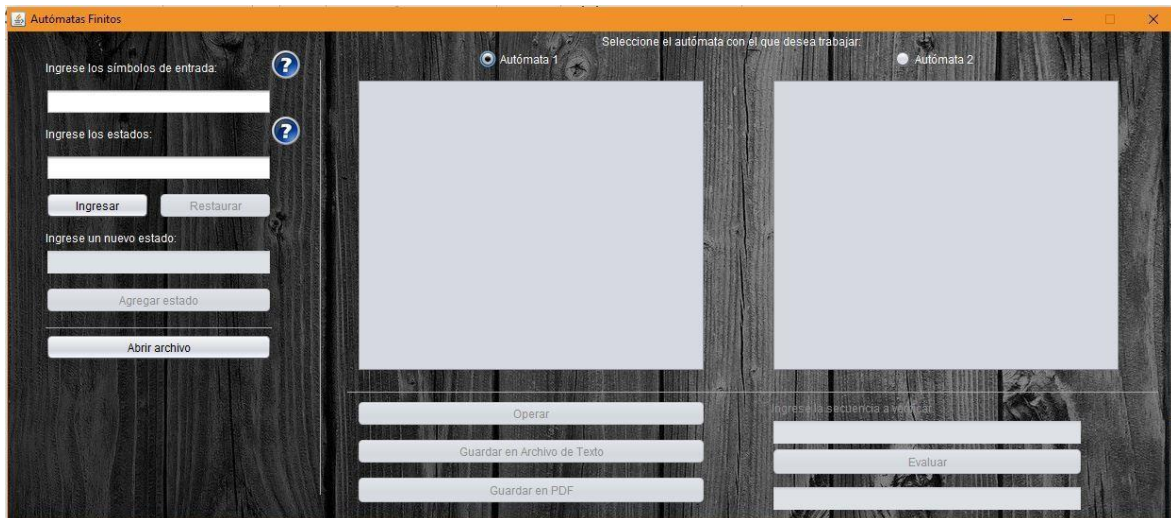 Autómatas Finitos
Seleccione el autómata con el que desea trabajar:
Autómata 1
Autómata 2
Ingrese los símbolos de entrada:
?
Ingrese los estados:
?
Ingresar
Restaurar
Ingrese un nuevo estado:
Agregar estado
Abrir archivo
Operar
Guardar en Archivo de Texto
Guardar en PDF
Ingrese la secuencia a verificar
Evaluar